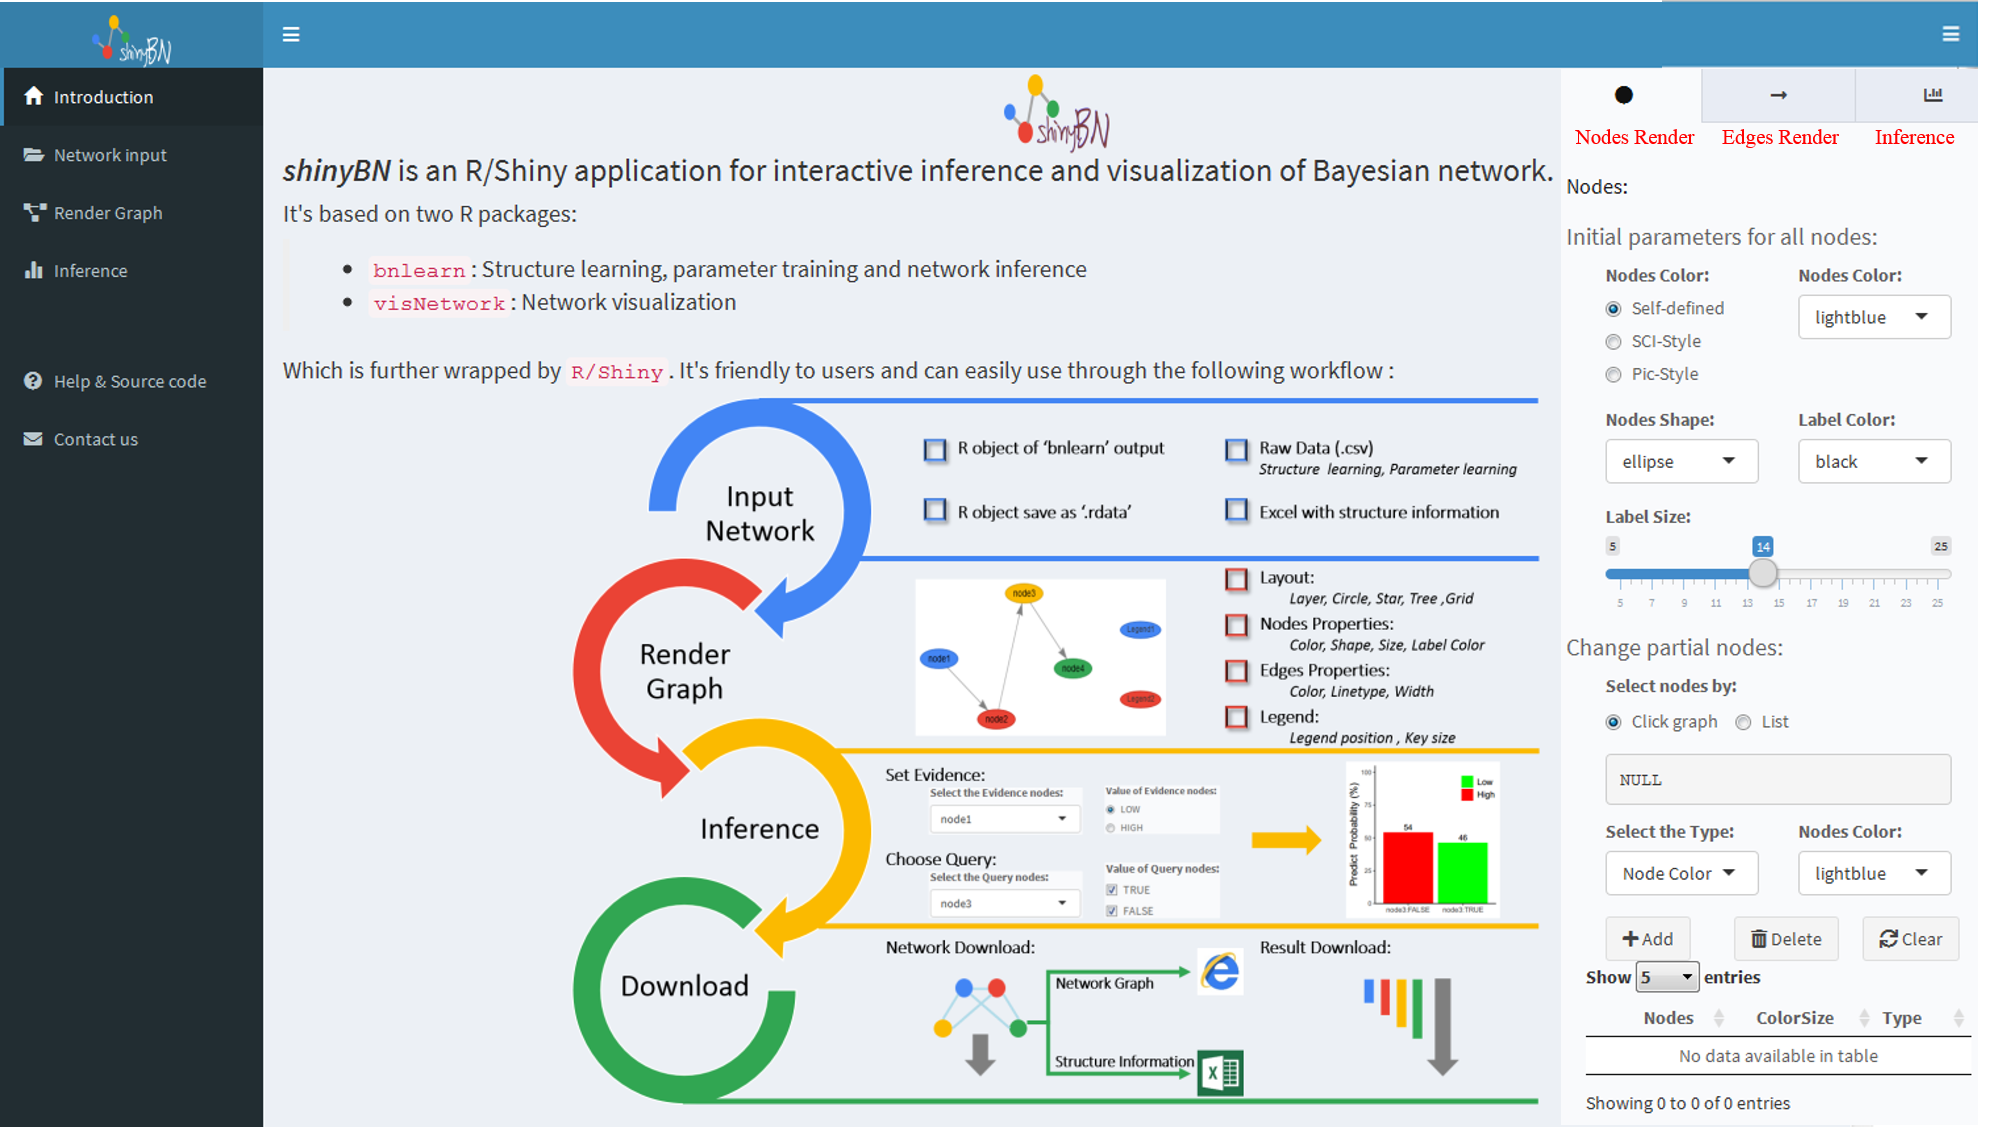 shinyBN
Introduction
Network input
Render Graph
Inference
Help & Source code
Contact us
shinyBN
shinyBN is an R/Shiny application for interactive inference and visualization of Bayesian network.
It's based on two R packages:
bnlearn : Structure learning, parameter training and network inference
visNetwork : Network visualization
Which is further wrapped by R/Shiny . It's friendly to users and can easily use through the following workflow :
Input
Network
R object of ‘bnlearn’ output
Raw Data (.csv)
Structure learning, Parameter learning
R object save as ‘.rdata’
Excel with structure information
Render
Graph
node3
node1
node4
node2
Legend1
Legend2
Layout:
Layer, Circle, Star, Tree ,Grid
Nodes Properties:
Color, Shape, Size, Label Color
Edges Properties:
Color, Linetype, Width
Legend:
Legend position , Key size
Inference
Set Evidence:
Select the Evidence nodes:
node1
Value of Evidence nodes:
LOW
HIGH
Choose Query:
Select the Query nodes:
node3
Value of Query nodes:
TRUE
FALSE
Predict Probability (%)
100
75
50
25
0
54
46
Low
High
node3:FALSE
node3:TRUE
Download
Network Download:
Network Graph
Structure Information
Result Download:
Nodes Render
Edges Render
Inference
Nodes:
Initial parameters for all nodes:
Nodes Color:
Self-defined
SCI-Style
Pic-Style
Nodes Color:
lightblue
Nodes Shape:
ellipse
Label Color:
black
Label Size:
5
14
25
5 7 9 11 13 15 17 19 21 23 25
Change partial nodes:
Select nodes by:
Click graph
List
NULL
Select the Type:
Node Color
Nodes Color:
lightblue
Add
Delete
Clear
Show 5 entries
Nodes ColorSize Type
No data available in table
Showing 0 to 0 of 0 entries